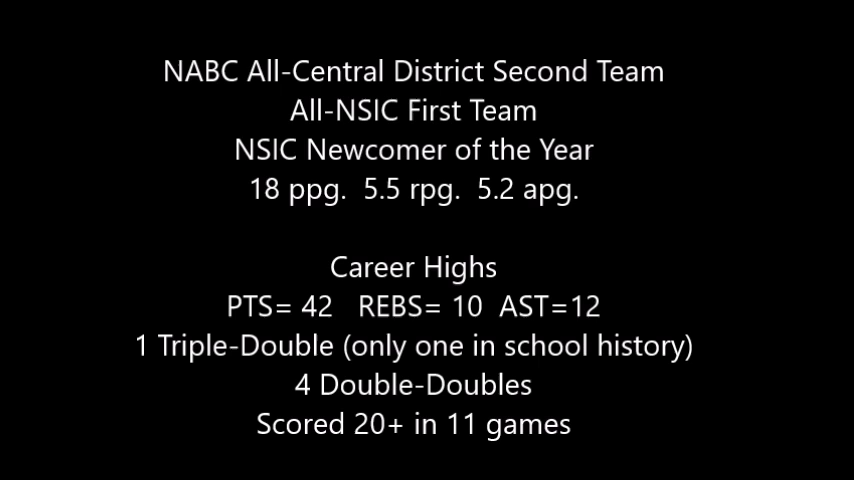 NABC All-Central District Second Team
All-NSIC First Team
NSIC Newcomer of the Year
18 ppg.  5.5 rpg.  5.2 apg.
Career Highs
PTS= 42   REBS= 10  AST=12
1 Triple-Double (only one in school history)
4 Double-Doubles
Scored 20+ in 11 games